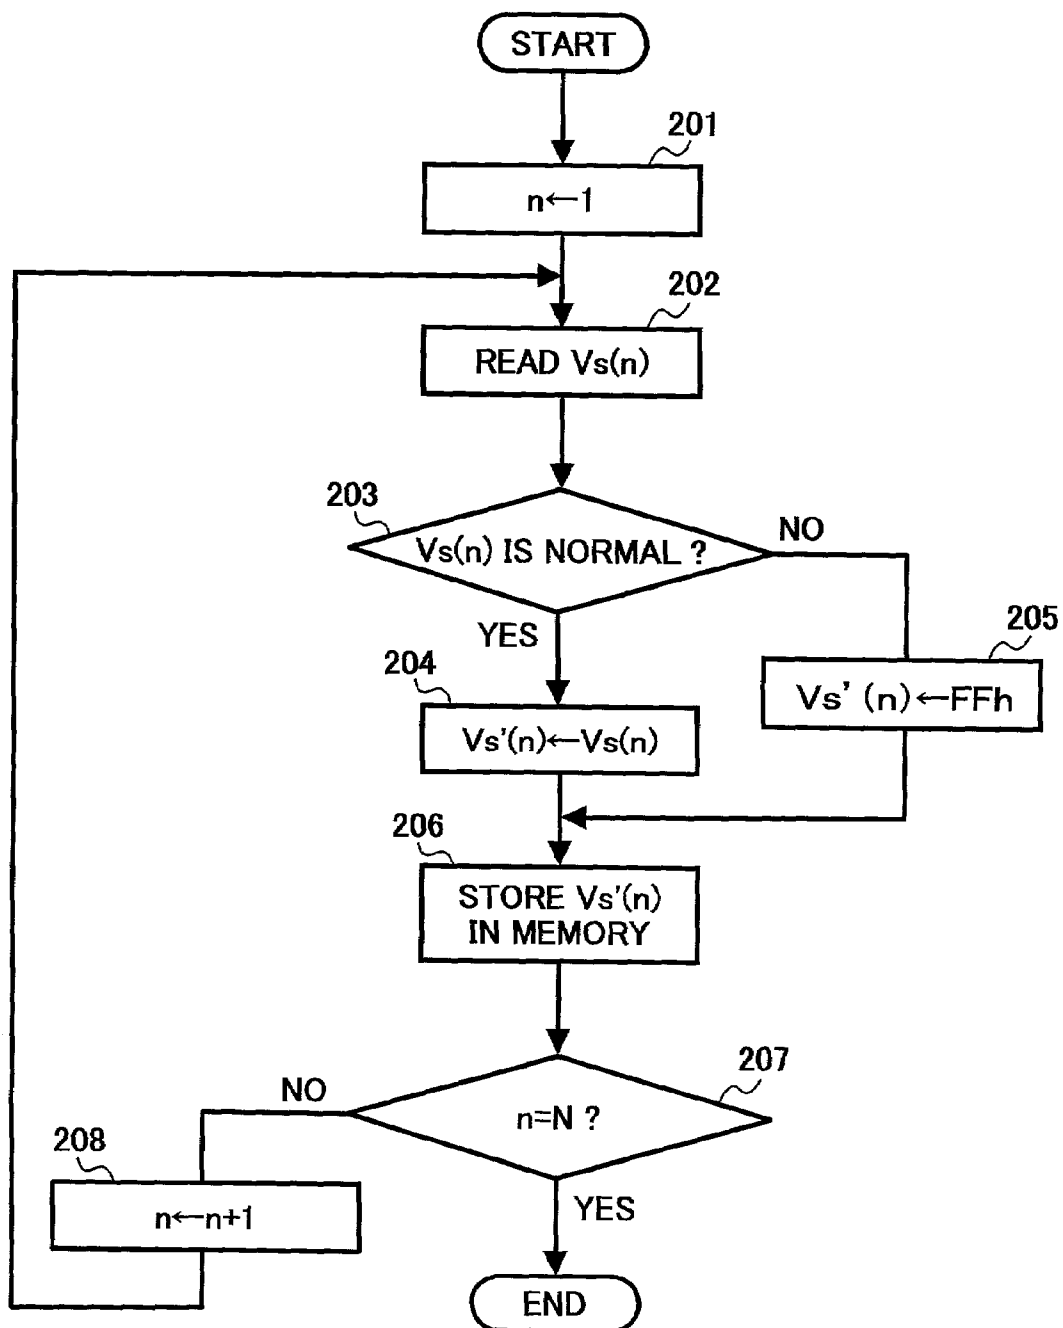 START
201
n←1
202
READ Vs(n)
203
Vs(n) IS NORMAL ?
NO
YES
204
Vs'(n)←Vs(n)
205
Vs' (n)←FFh
206
STORE Vs'(n)
IN MEMORY
207
n=N ?
NO
208
n←n+1
YES
END